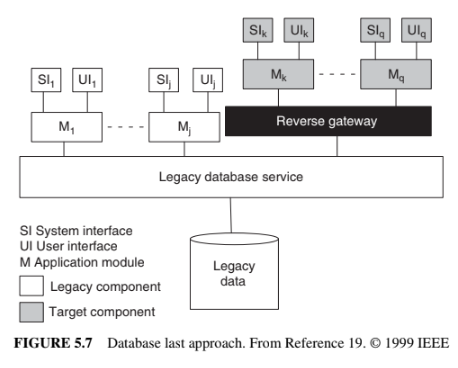 SIk UIk SIq UIq
Mk Mq
SI1 UI1 SIj UIj
M1 Mj
Reverse gateway
Legacy database service
SI System interface
UI User interface
M Application module
Legacy component
Target component
Legacy
data
FIGURE 5.7 Database last approach. From Reference 19. © 1999 IEEE